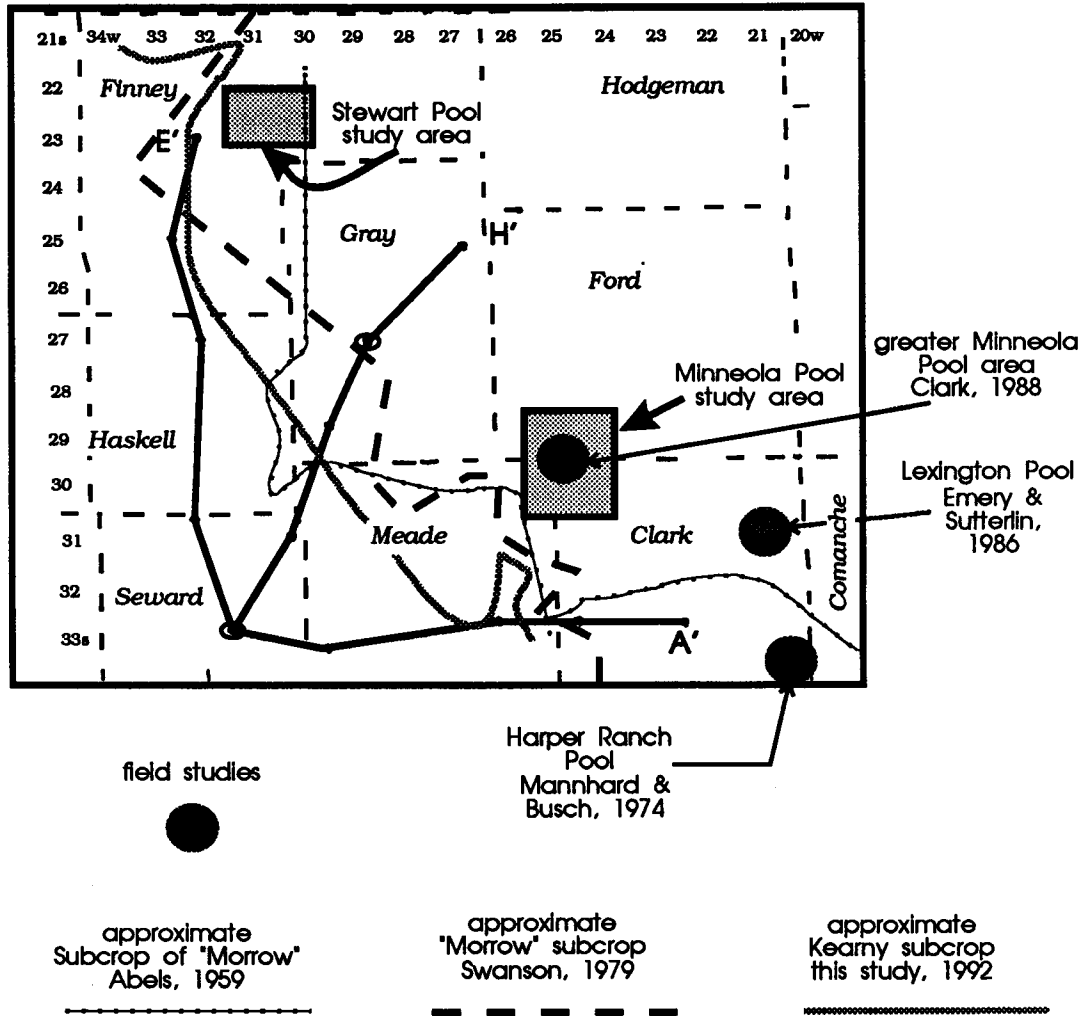 21s 34w 33 32 31 30 29 28 27 26 25 24 23 22 21 20w
22
23
24
25
26
27
28
29
30
31
32
33s
Finney
Hodgeman
Stewart Pool
study area
E'
Gray
H'
Ford
greater Minneola
Pool area
Clark, 1988
Minneola Pool
study area
Haskell
Lexington Pool
Emery &
Sutterlin,
1986
Meade
Clark
Comanche
Seward
A'
Harper Ranch
Pool
Mannhard &
Busch, 1974
field studies
approximate
Subcrop of "Morrow"
Abels, 1959
approximate
"Morrow" subcrop
Swanson, 1979
approximate
Kearny subcrop
this study, 1992